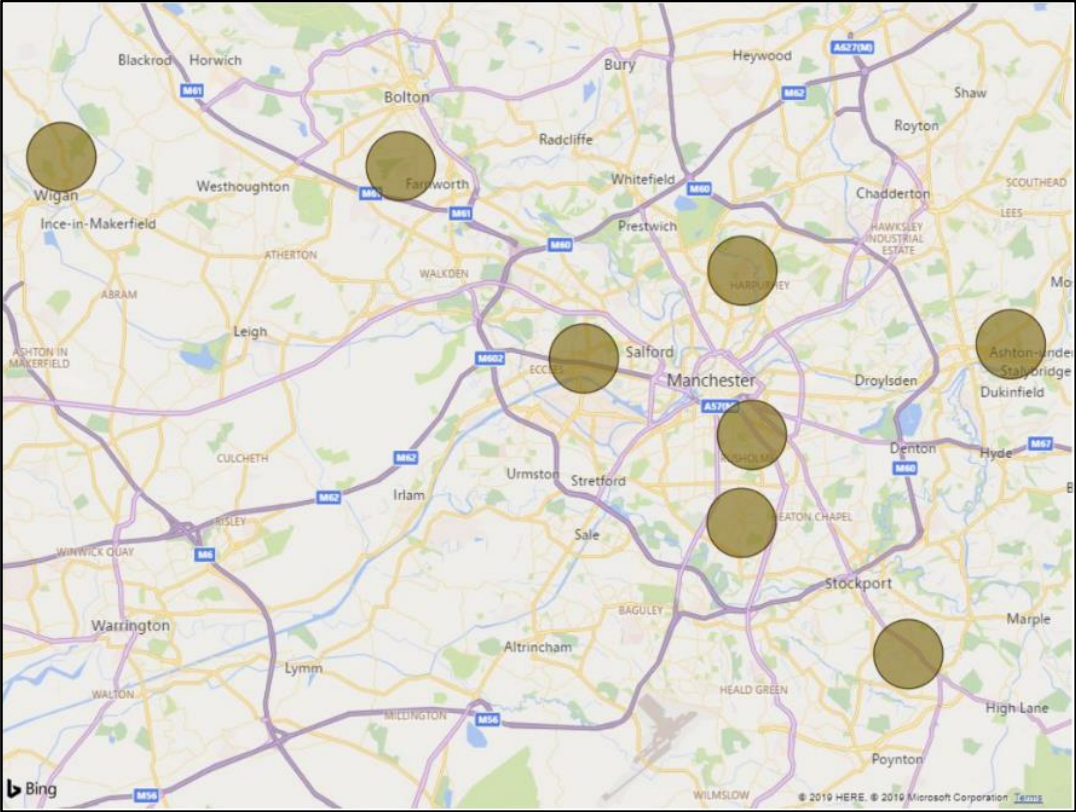 A627(M)
Blackrod
Horwich
Bury
Heywood
M61
M62
Shaw
Bolton
Royton
Radcliffe
Whitefield
M60
Chadderton
SCOUTHEAD
Westhoughton
Farnworth
Wigan
M61
LEES
Ince-in-Makerfield
Prestwich
HAWKSLEY
INDUSTRIAL
ESTATE
M60
ATHERTON
WALKDEN
HARPURHEY
Mo
ABRAM
Leigh
ASHTON IN
MAKERFIELD
M602
Salford
Ashton-under
Stalybridge
ECCLES
Manchester
Droylsden
Dukinfield
A57(M)
M67
Denton
Hyde
CULCHETH
M62
RUSHOLME
M60
Urmston
Stretford
Irlam
M62
RISLEY
EATON CHAPEL
Sale
WINWICK QUAY
M6
Stockport
BAGULEY
Marple
Warrington
Altrincham
Lymm
WALTON
HEALD GREEN
High Lane
MILLINGTON
M56
Poynton
Bing
M56
WILMSLOW
© 2019 HERE, © 2019 Microsoft Corporation Terms